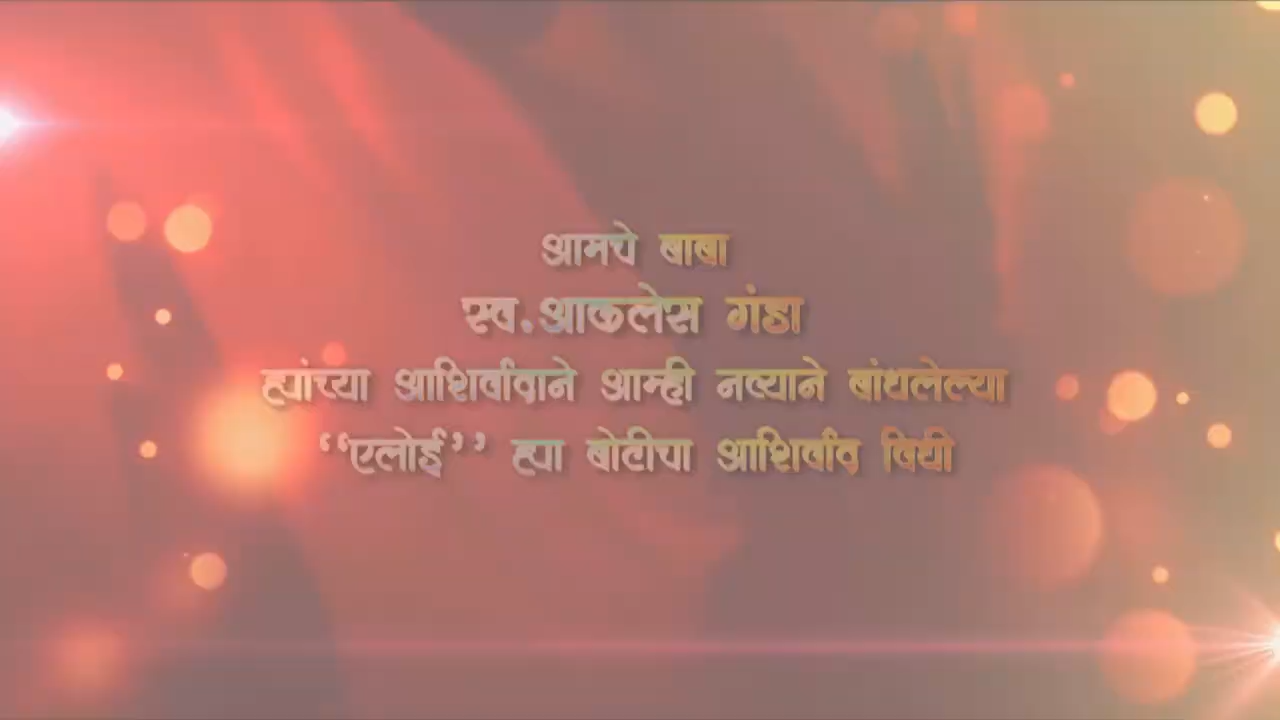 आमचे बाबा
स्व.आकलेस गंडा
ह्यांच्या आशिर्वादाने आम्ही नव्याने बांधलेल्या
“एलोई” ह्या बोटीचा आशिर्वाद विधी